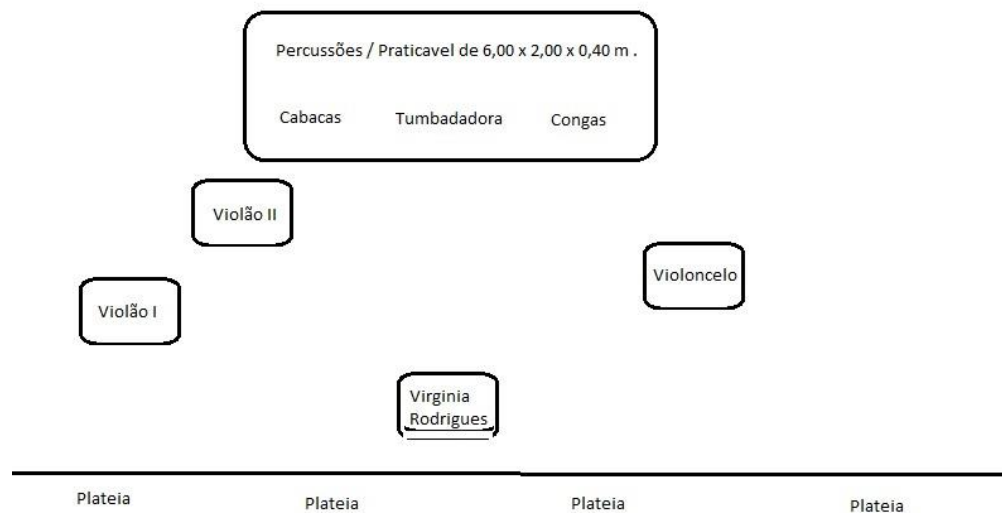 Percussões / Praticavel de 6,00 x 2,00 x 0,40 m .
Cabacas Tumbadadora Congas
Violão II
Violoncelo
Violão I
Virginia
Rodrigues
Plateia Plateia Plateia Plateia